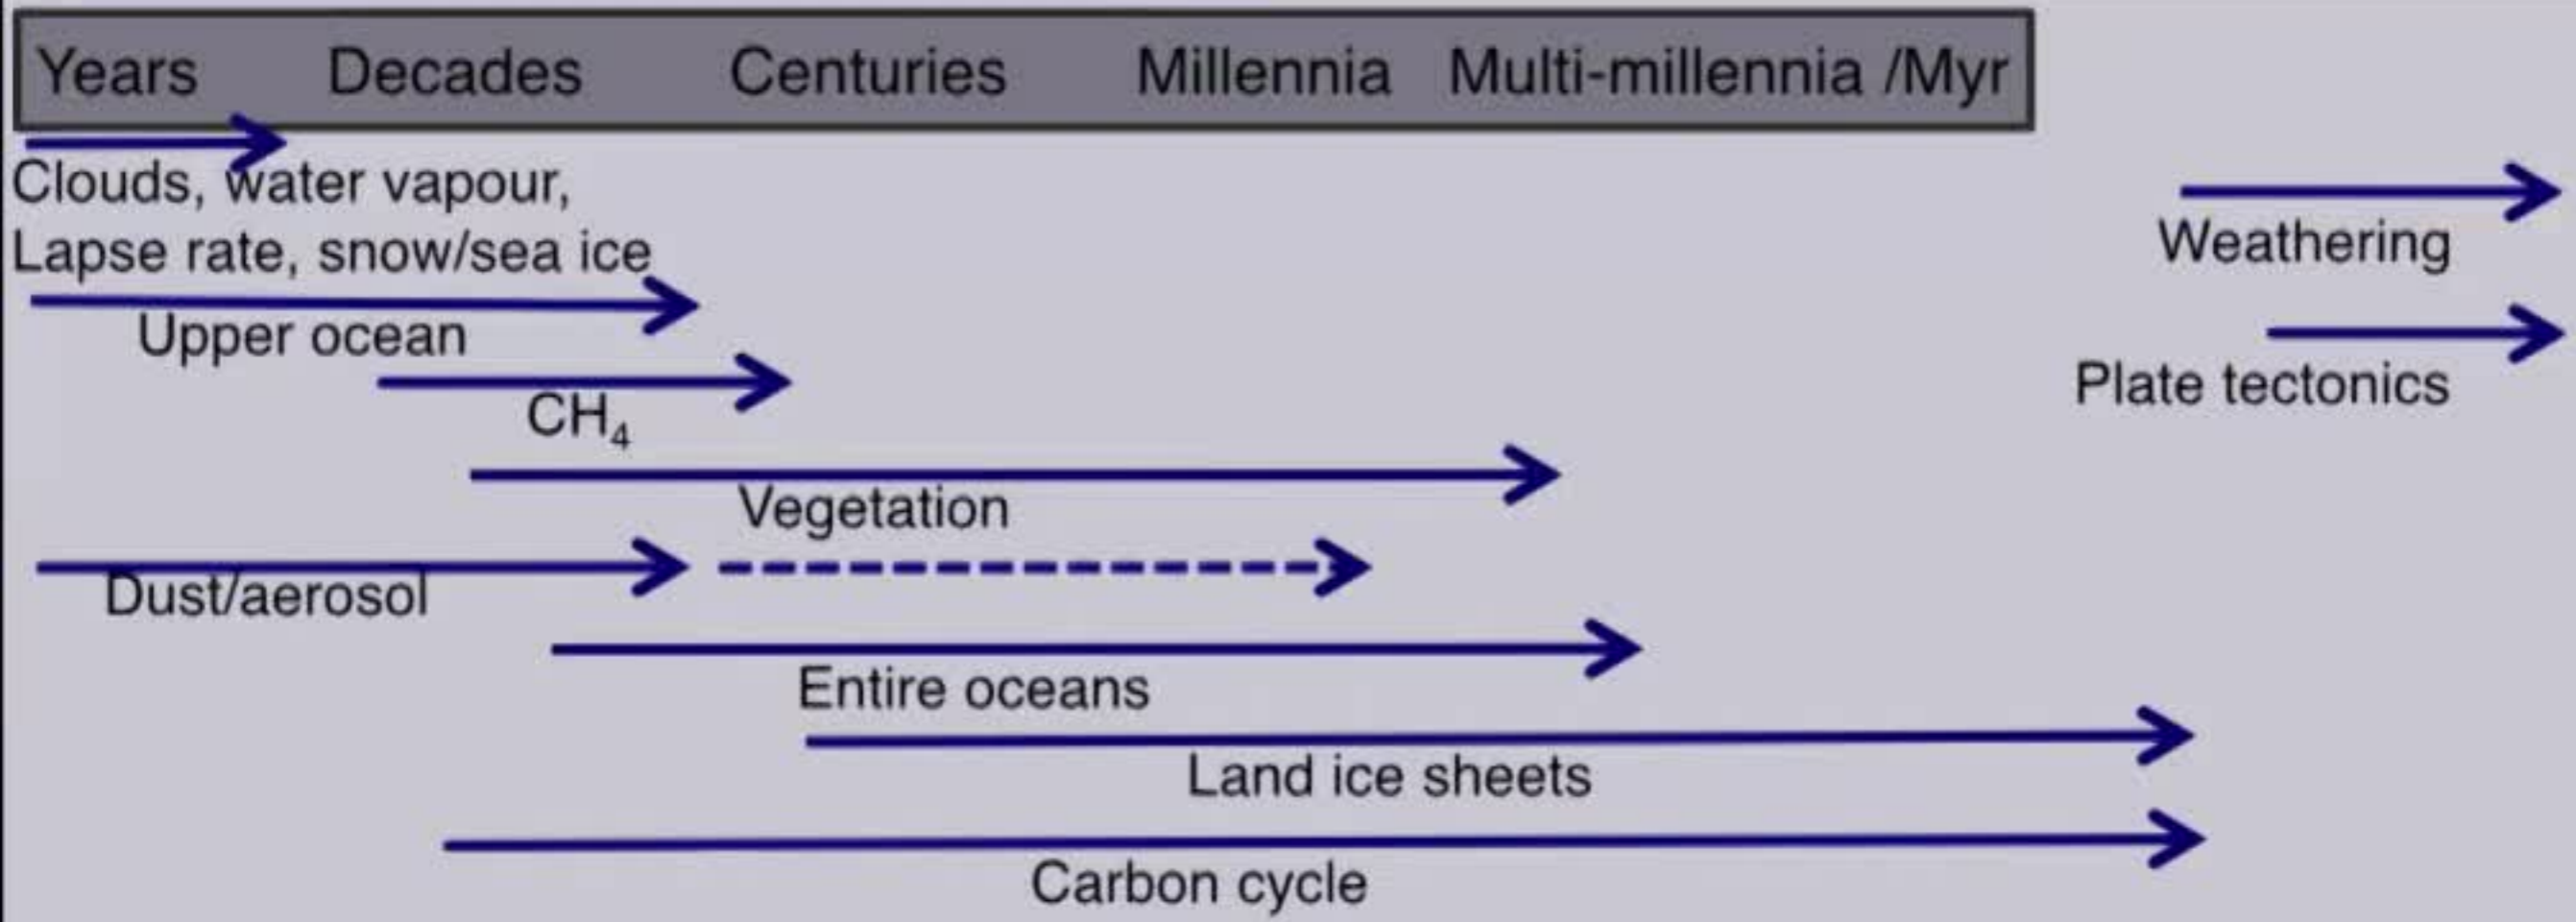 Years Decades Centuries Millennia Multi-millennia /Myr
Clouds, water vapour,
Lapse rate, snow/sea ice
Weathering
Upper ocean
Plate tectonics
CH₄
Vegetation
Dust/aerosol
Entire oceans
Land ice sheets
Carbon cycle